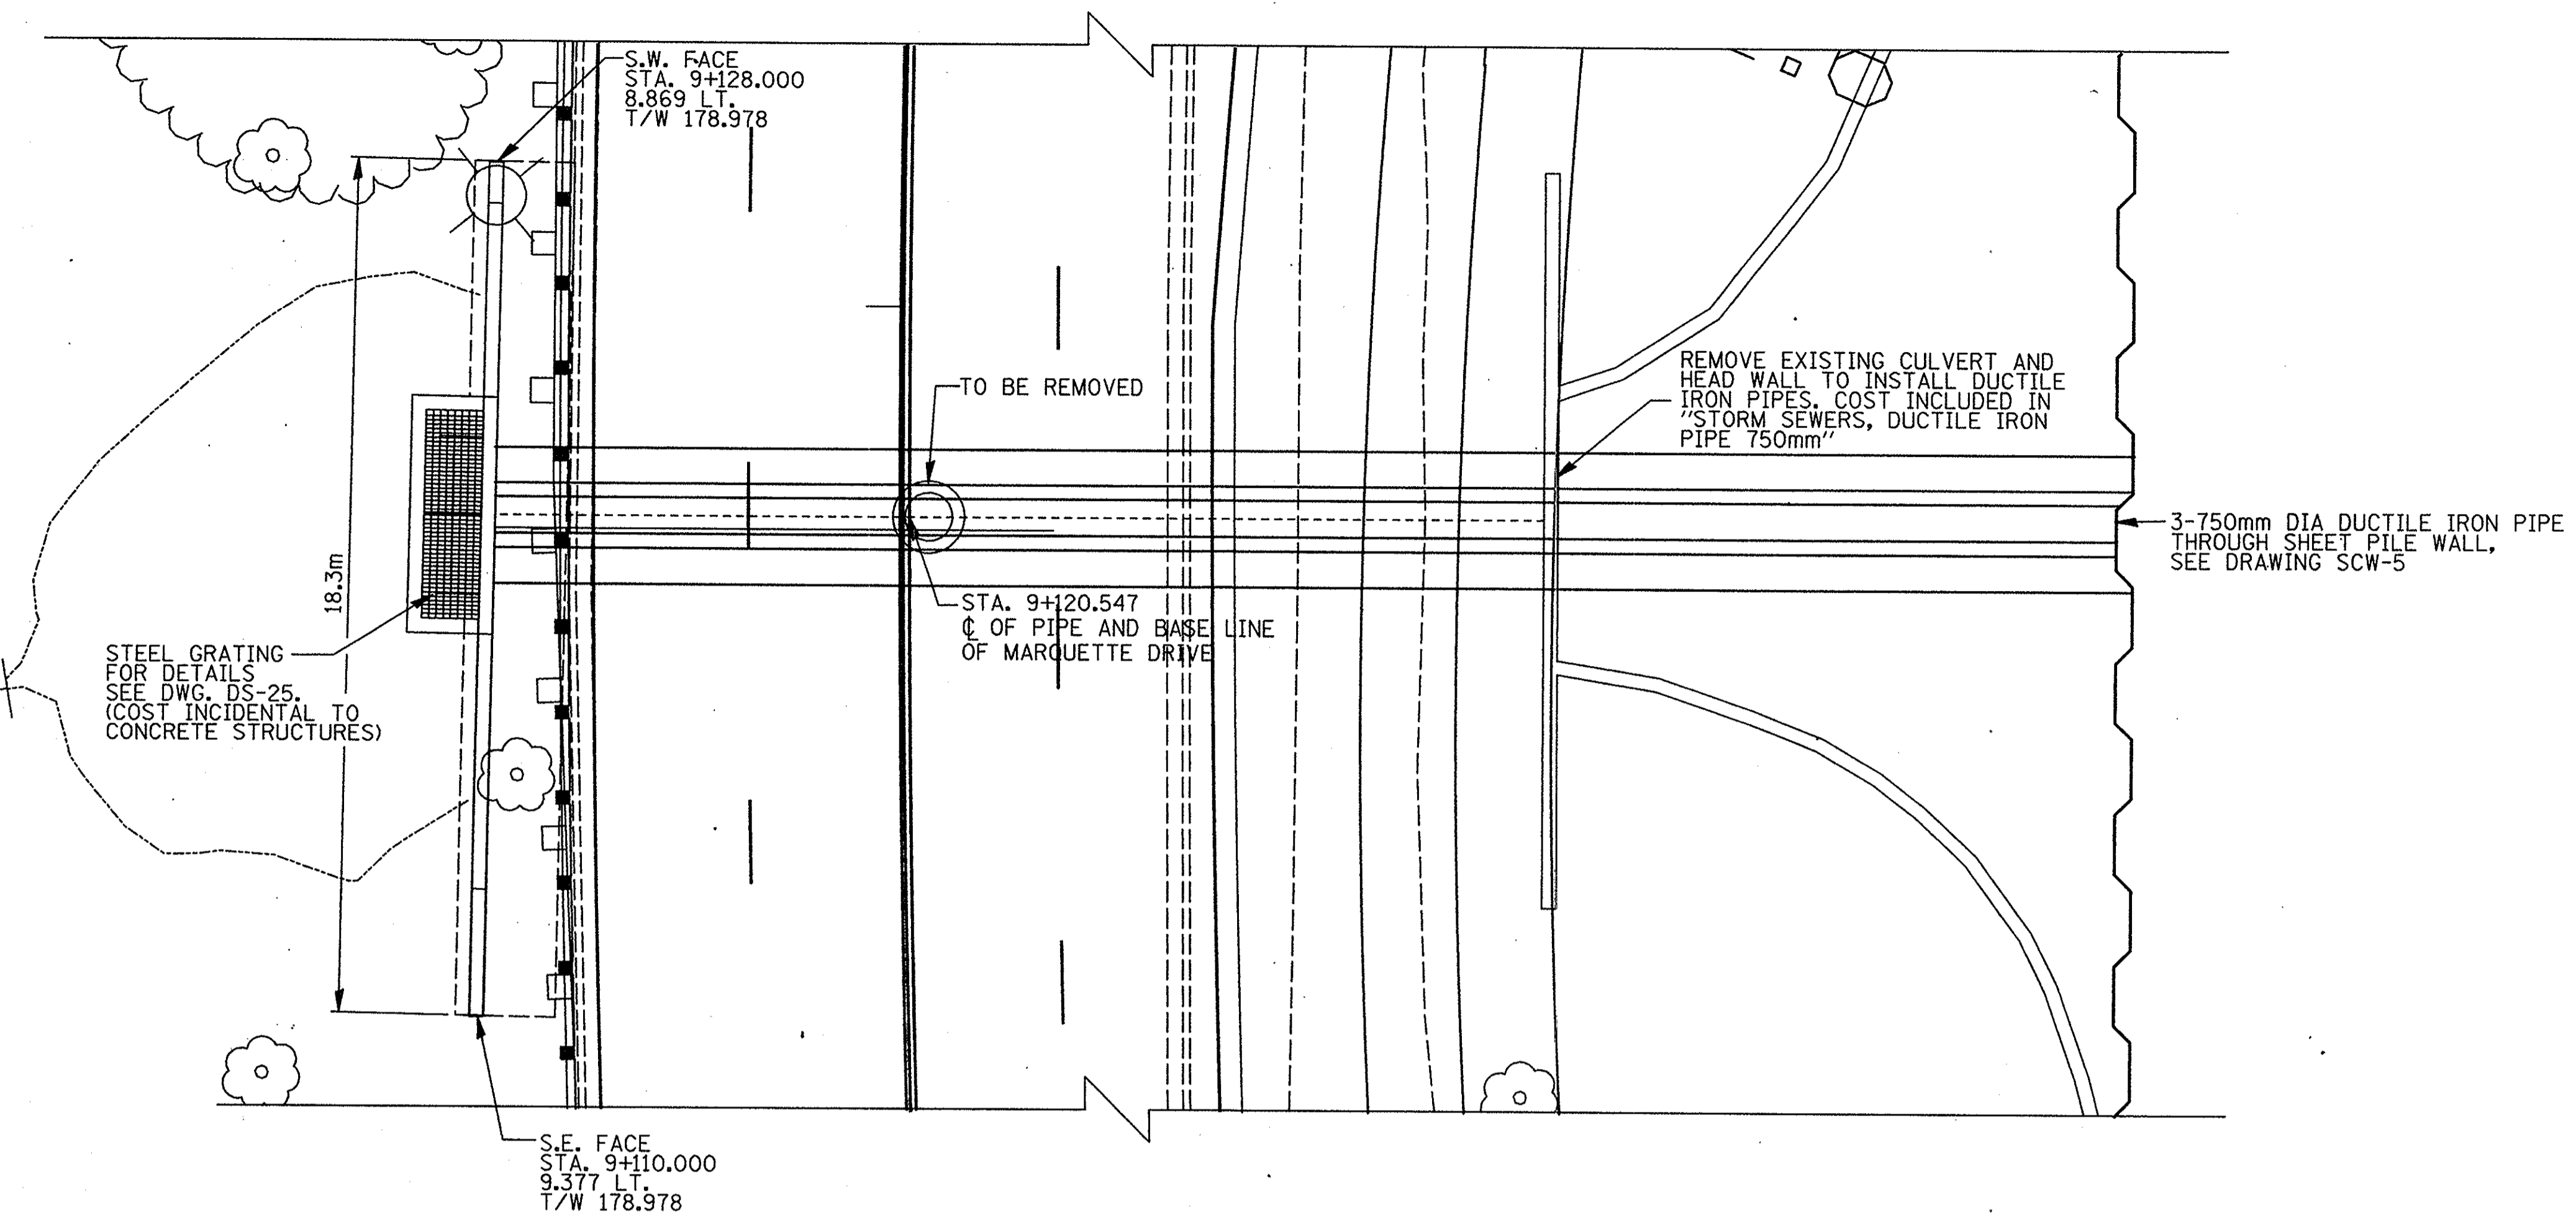 S.W. FACE
STA. 9+128.000
8.869 LT.
T/W 178.978
TO BE REMOVED
REMOVE EXISTING CULVERT AND
HEAD WALL TO INSTALL DUCTILE
IRON PIPES. COST INCLUDED IN
"STORM SEWERS, DUCTILE IRON
PIPE 750mm"
3-750mm DIA DUCTILE IRON PIPE
THROUGH SHEET PILE WALL,
SEE DRAWING SCW-5
18.3m
STA. 9+120.547
℄ OF PIPE AND BASE LINE
OF MARQUETTE DRIVE
STEEL GRATING
FOR DETAILS
SEE DWG. DS-25.
(COST INCIDENTAL TO
CONCRETE STRUCTURES)
S.E. FACE
STA. 9+110.000
9.377 LT.
T/W 178.978